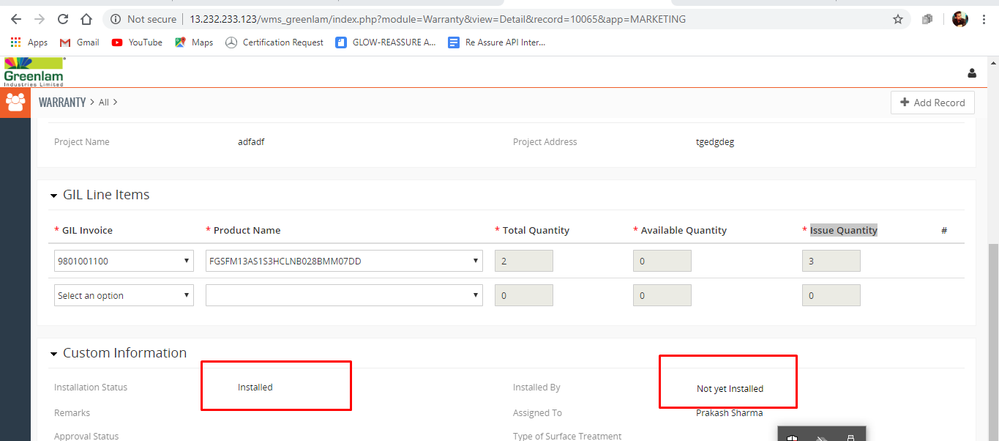 Not secure 13.232.233.123/wms_greenlam/index.php?module=Warranty&view=Detail&record=10065&app=MARKETING
Apps Gmail YouTube Maps Certification Request GLOW-REASSURE A... Re Assure API Inter...
Greenlam
Industries Limited
WARRANTY > All > + Add Record
Project Name adfadf Project Address tgedgdeg
GIL Line Items
* GIL Invoice * Product Name * Total Quantity * Available Quantity * Issue Quantity #
9801001100 FGSFM13AS1S3HCLNB028BMM07DD 2 0 3
Select an option 0 0 0
Custom Information
Installation Status Installed Installed By Not yet Installed
Remarks Assigned To Prakash Sharma
Approval Status Type of Surface Treatment